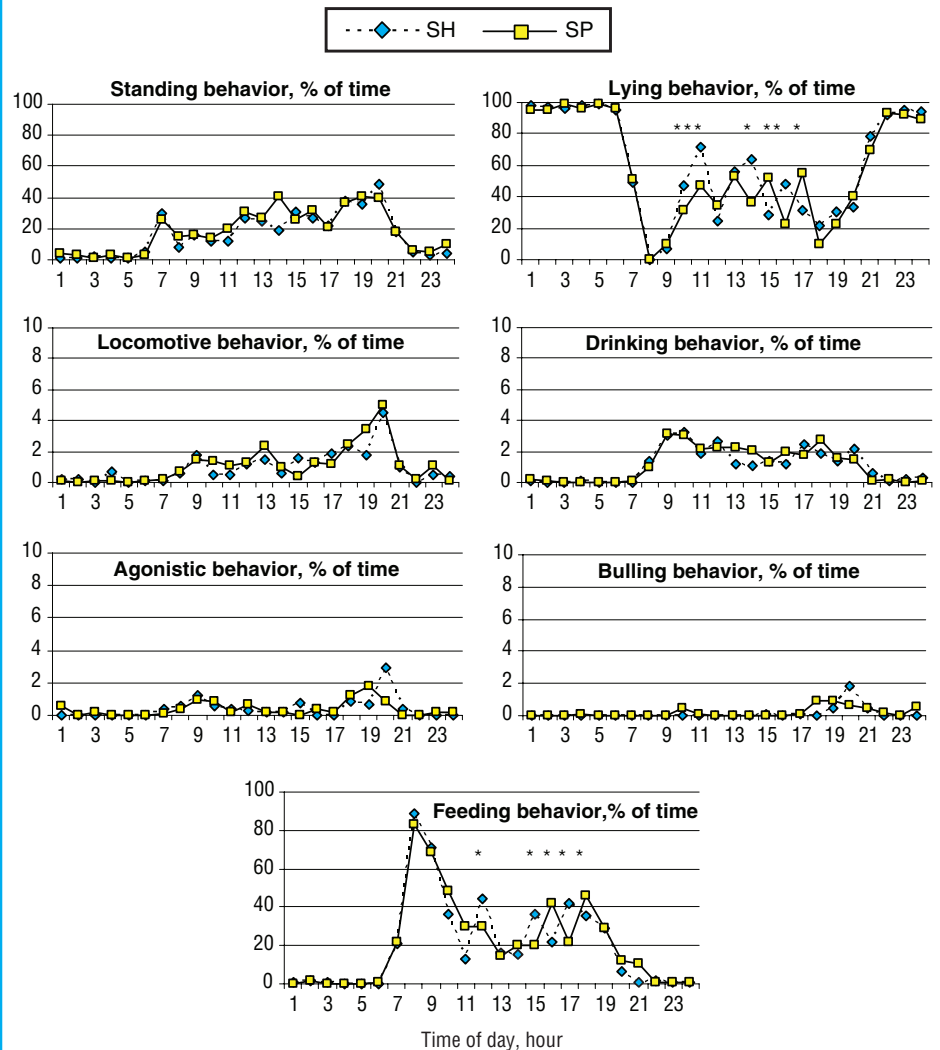 SH SP
Standing behavior, % of time
100
80
60
40
20
0
1 3 5 7 9 11 13 15 17 19 21 23
Lying behavior, % of time
100
80
60
40
20
0
*** * ** *
1 3 5 7 9 11 13 15 17 19 21 23
Locomotive behavior, % of time
10
8
6
4
2
0
1 3 5 7 9 11 13 15 17 19 21 23
Drinking behavior, % of time
10
8
6
4
2
0
1 3 5 7 9 11 13 15 17 19 21 23
Agonistic behavior, % of time
10
8
6
4
2
0
1 3 5 7 9 11 13 15 17 19 21 23
Bulling behavior, % of time
10
8
6
4
2
0
1 3 5 7 9 11 13 15 17 19 21 23
Feeding behavior,% of time
100
80
60
40
20
0
* * * * *
1 3 5 7 9 11 13 15 17 19 21 23
Time of day, hour